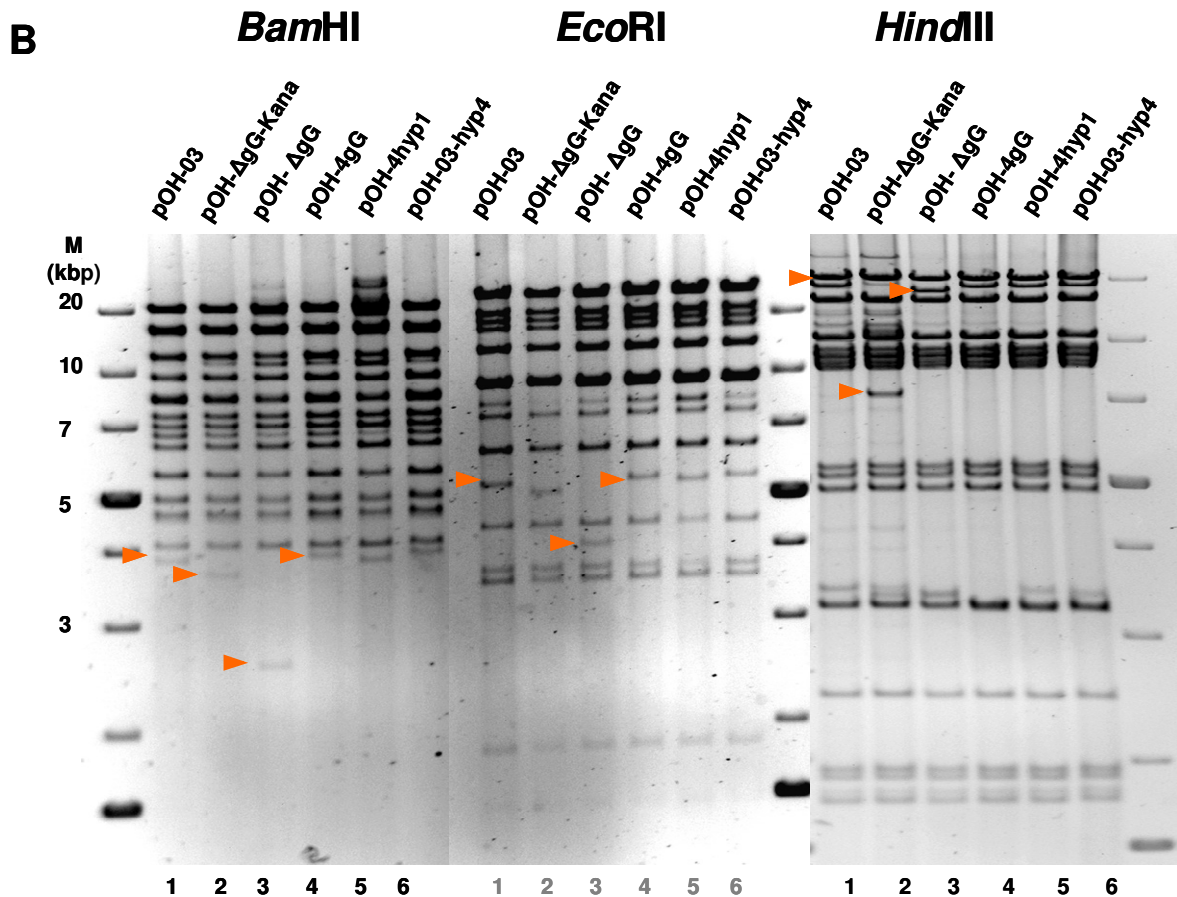 B
BamHI EcoRI HindIII
pOH-03 pOH-ΔgG-Kana pOH- ΔgG pOH-4gG pOH-4hyp1 pOH-03-hyp4 pOH-03 pOH-ΔgG-Kana pOH- ΔgG pOH-4gG pOH-4hyp1 pOH-03-hyp4 pOH-03 pOH-ΔgG-Kana pOH-ΔgG pOH-4gG pOH-4hyp1 pOH-03-hyp4
M
(kbp)
20
10
7
5
3
1 2 3 4 5 6 1 2 3 4 5 6 1 2 3 4 5 6